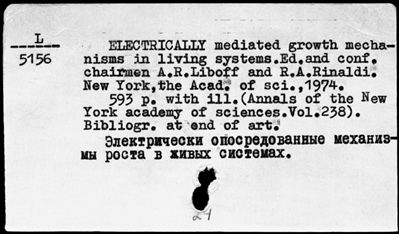 L
5156
ELECTRICALLY mediated growth mecha-
nisms in living systems.Ed.and conf.
chairmen A.R.Liboff and R.A.Rinaldi.
New York,the Acad. of sci.,1974.
593 p. with ill.(Annals of the New
York academy of sciences.Vol.238).
Bibliogr. at end of art.
Электрически опосредованные механиз-
мы роста в живых системах.
24